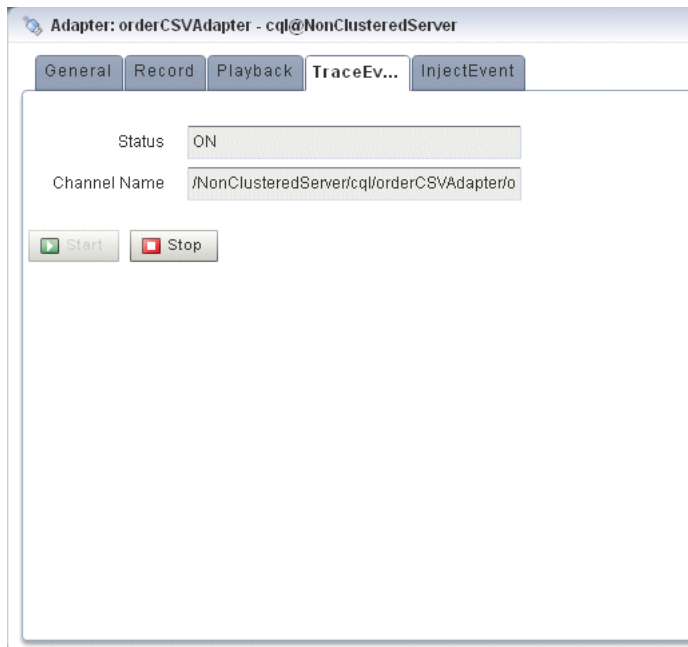 Adapter: orderCSVAdapter - cql@NonClusteredServer
General Record Playback TraceEv... InjectEvent
Status ON
Channel Name /NonClusteredServer/cql/orderCSVAdapter/o
Start Stop